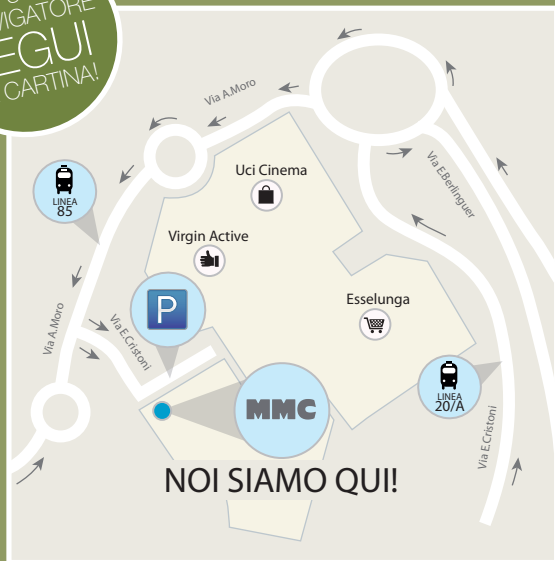 EGUI
CARTINA!
Via A.Moro
Uci Cinema
Via E.Berlinguer
LINEA
85
Virgin Active
P
Esselunga
Via A.Moro
Via E.Cristoni
MMC
LINEA
20/A
Via E.Cristoni
NOI SIAMO QUI!